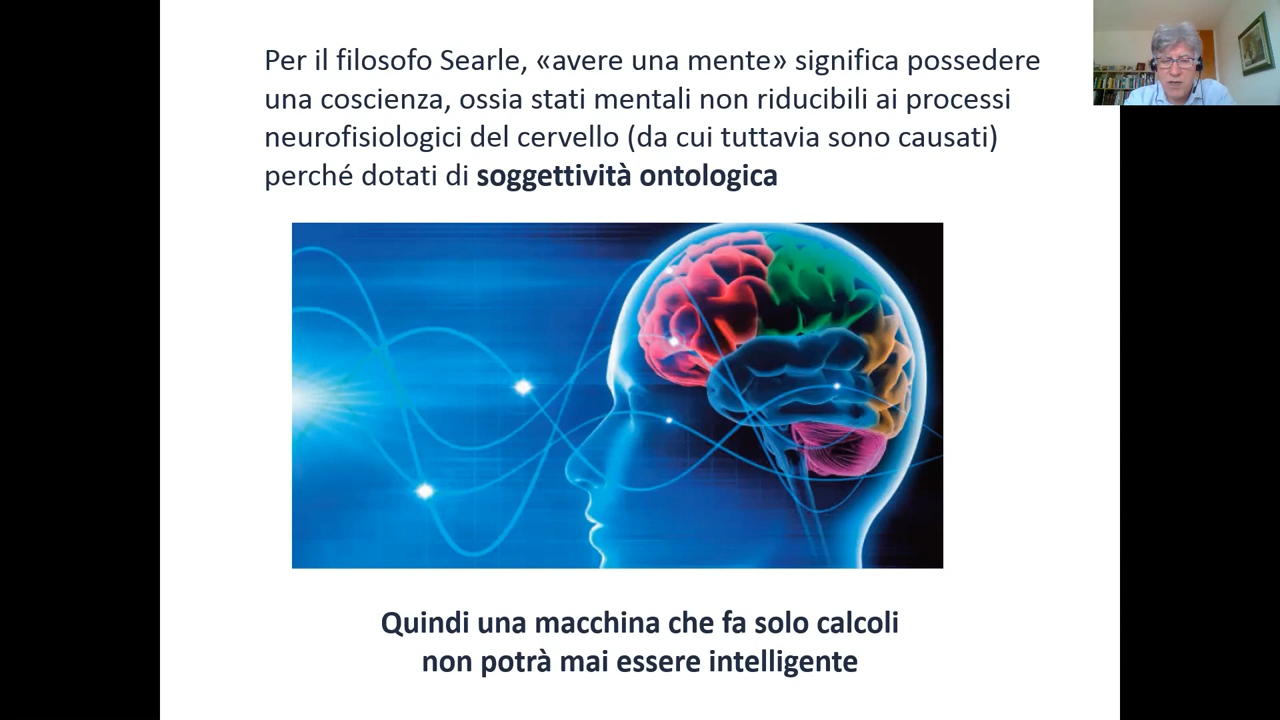 Per il filosofo Searle, «avere una mente» significa possedere
una coscienza, ossia stati mentali non riducibili ai processi
neurofisiologici del cervello (da cui tuttavia sono causati)
perché dotati di soggettività ontologica
Quindi una macchina che fa solo calcoli
non potrà mai essere intelligente